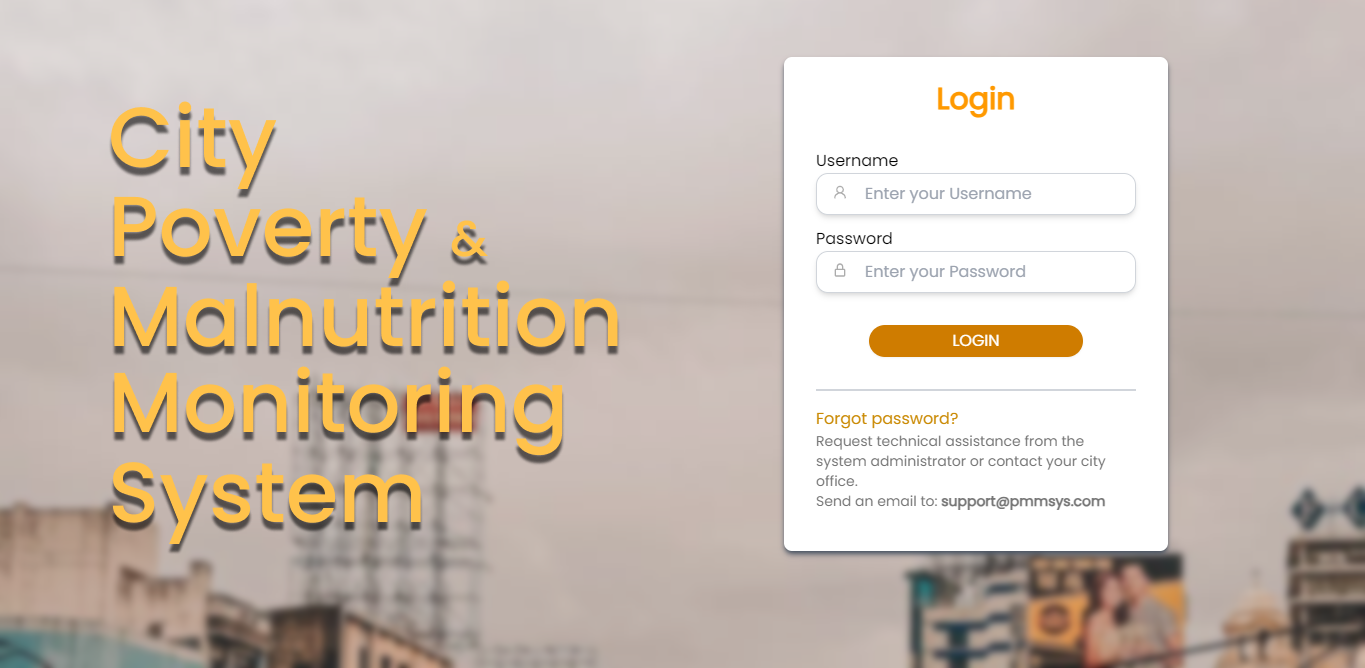 City
Poverty &
Malnutrition
Monitoring
System
Login
Username
Enter your Username
Password
Enter your Password
LOGIN
Forgot password?
Request technical assistance from the
system administrator or contact your city
office.
Send an email to: support@pmmsys.com